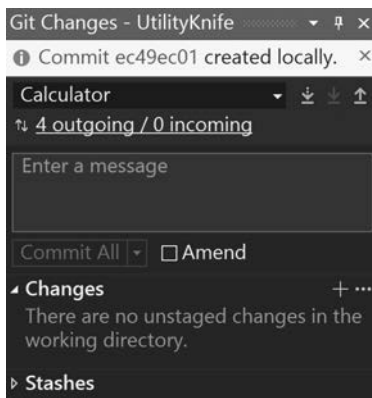 Git Changes - UtilityKnife
Commit ec49ec01 created locally.
Calculator
4 outgoing / 0 incoming
Enter a message
Commit All Amend
Changes
There are no unstaged changes in the
working directory.
Stashes